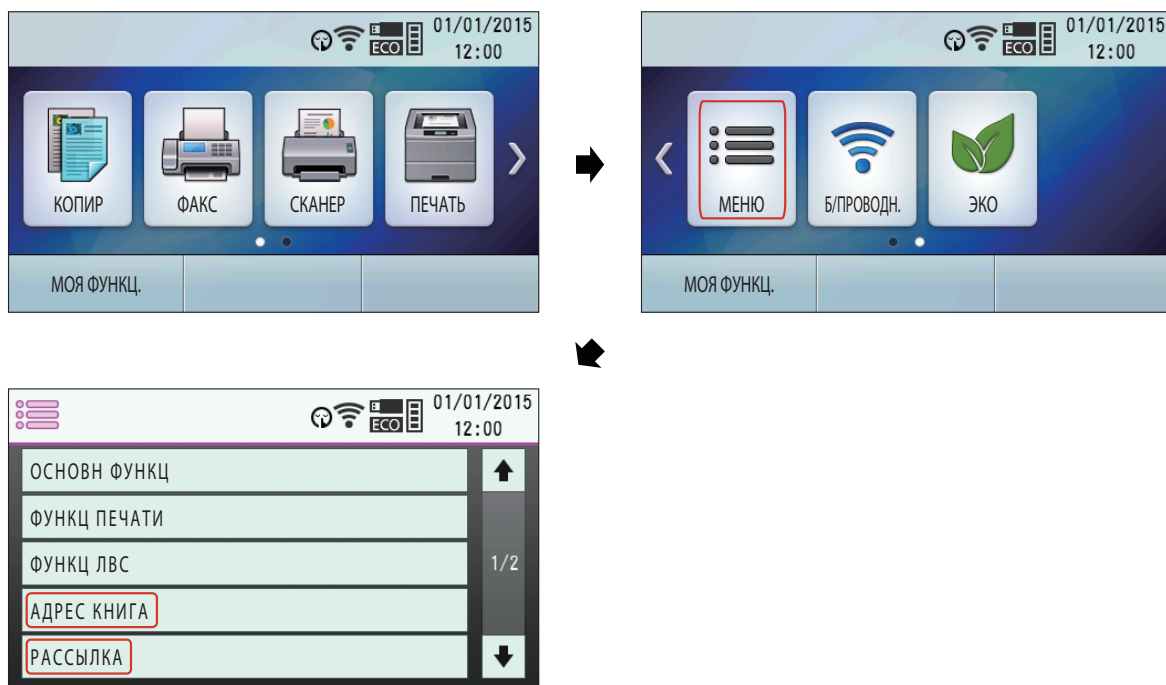 01/01/2015
ECO
12:00
КОПИР
ФАКС
СКАНЕР
ПЕЧАТЬ
МОЯ ФУНКЦ.
01/01/2015
ECO
12:00
МЕНЮ
Б/ПРОВОДН.
ЭКО
МОЯ ФУНКЦ.
01/01/2015
ECO
12:00
ОСНОВН ФУНКЦ
ФУНКЦ ПЕЧАТИ
ФУНКЦ ЛВС
1/2
АДРЕС КНИГА
РАССЫЛКА